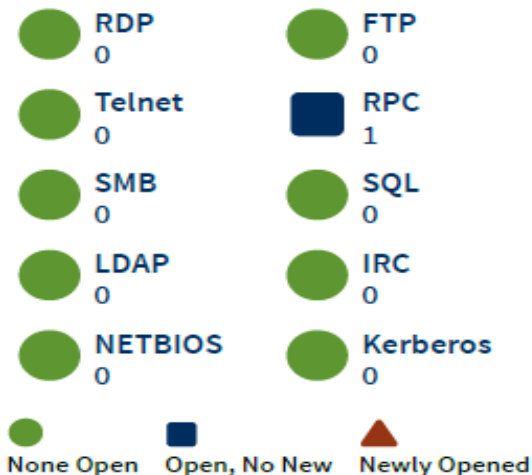 RDP
0
FTP
0
Telnet
0
RPC
1
SMB
0
SQL
0
LDAP
0
IRC
0
NETBIOS
0
Kerberos
0
None Open
Open, No New
Newly Opened